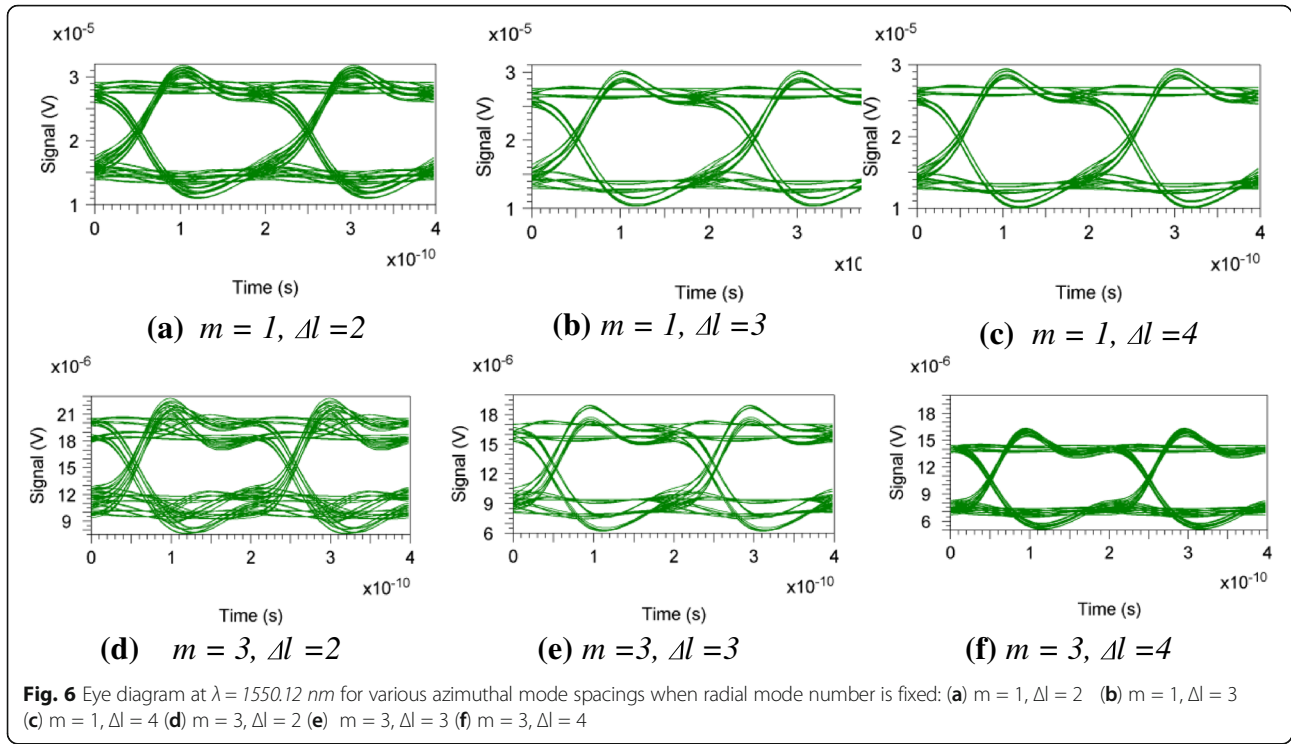 x10-5
Signal (V)
3
2
1
0 1 2 3 4
x10-10
Time (s)
(a) m = 1, Δl =2
x10-5
Signal (V)
3
2
1
0 1 2 3
x10
Time (s)
(b) m = 1, Δl =3
x10-5
Signal (V)
3
2
1
0 1 2 3 4
x10-10
Time (s)
(c) m = 1, Δl =4
x10-6
Signal (V)
21
18
15
12
9
0 1 2 3 4
x10-10
Time (s)
(d) m = 3, Δl =2
x10-6
Signal (V)
18
15
12
9
6
0 1 2 3 4
x10-10
Time (s)
(e) m =3, Δl =3
x10-6
Signal (V)
18
15
12
9
6
0 1 2 3 4
x10-10
Time (s)
(f) m = 3, Δl =4
Fig. 6 Eye diagram at λ = 1550.12 nm for various azimuthal mode spacings when radial mode number is fixed: (a) m = 1, Δl = 2 (b) m = 1, Δl = 3
(c) m = 1, Δl = 4 (d) m = 3, Δl = 2 (e) m = 3, Δl = 3 (f) m = 3, Δl = 4